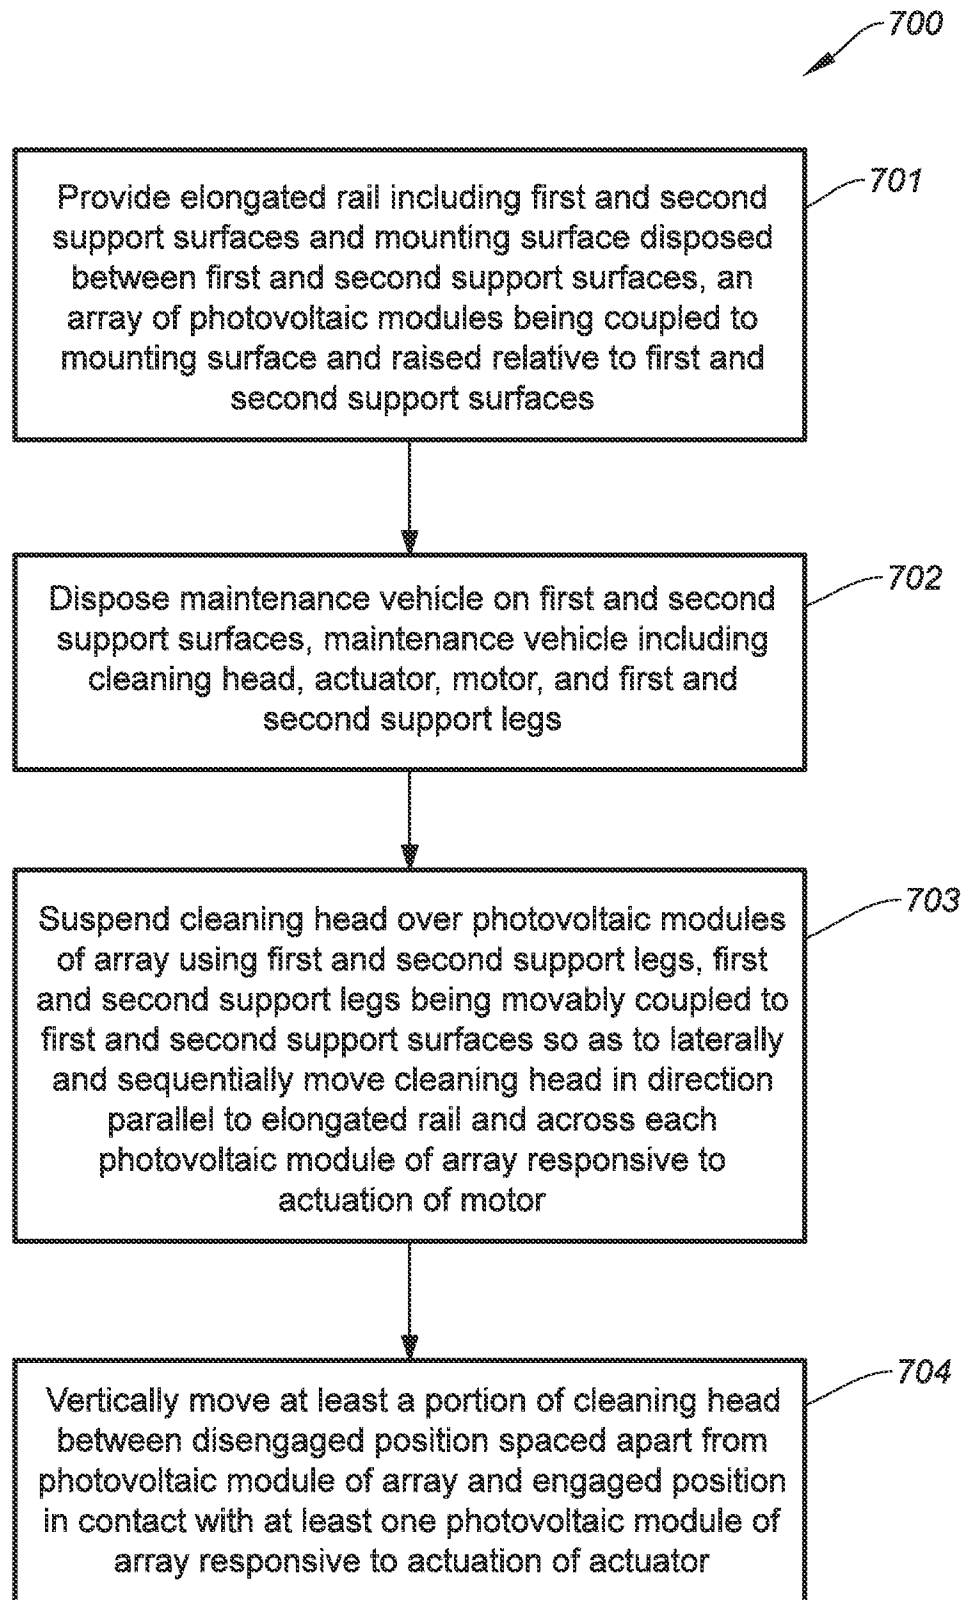 700
701
Provide elongated rail including first and second
support surfaces and mounting surface disposed
between first and second support surfaces, an
array of photovoltaic modules being coupled to
mounting surface and raised relative to first and
second support surfaces
702
Dispose maintenance vehicle on first and second
support surfaces, maintenance vehicle including
cleaning head, actuator, motor, and first and
second support legs
703
Suspend cleaning head over photovoltaic modules
of array using first and second support legs, first
and second support legs being movably coupled to
first and second support surfaces so as to laterally
and sequentially move cleaning head in direction
parallel to elongated rail and across each
photovoltaic module of array responsive to
actuation of motor
704
Vertically move at least a portion of cleaning head
between disengaged position spaced apart from
photovoltaic module of array and engaged position
in contact with at least one photovoltaic module of
array responsive to actuation of actuator